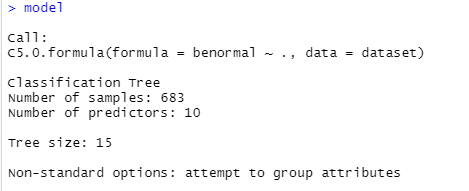 > model
Call:
C5.0.formula(formula = benormal ~ ., data = dataset)
Classification Tree
Number of samples: 683
Number of predictors: 10
Tree size: 15
Non-standard options: attempt to group attributes